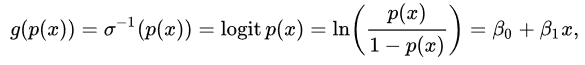 g(p(x)) = σ⁻¹(p(x)) = logit p(x) = ln(p(x) / (1 − p(x))) = β₀ + β₁x,